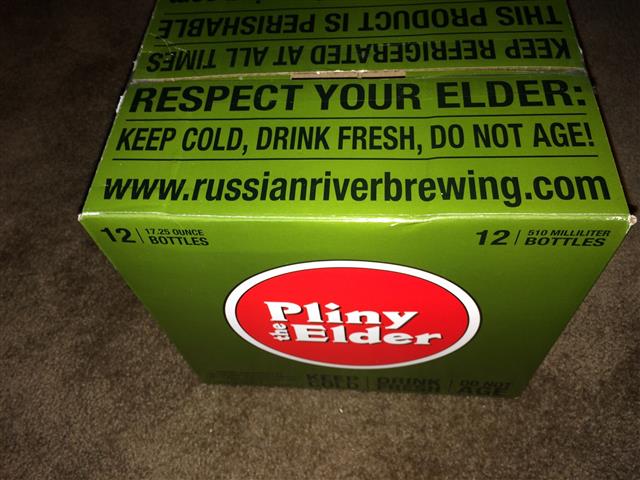 THIS PRODUCT IS PERISHABLE
KEEP REFRIGERATED AT ALL TIMES
RESPECT YOUR ELDER:
KEEP COLD, DRINK FRESH, DO NOT AGE!
www.russianriverbrewing.com
12 | 17.25 OUNCE BOTTLES
12 | 510 MILLILITER BOTTLES
Pliny
the Elder
KEEP COLD | DRINK FRESH | DO NOT AGE